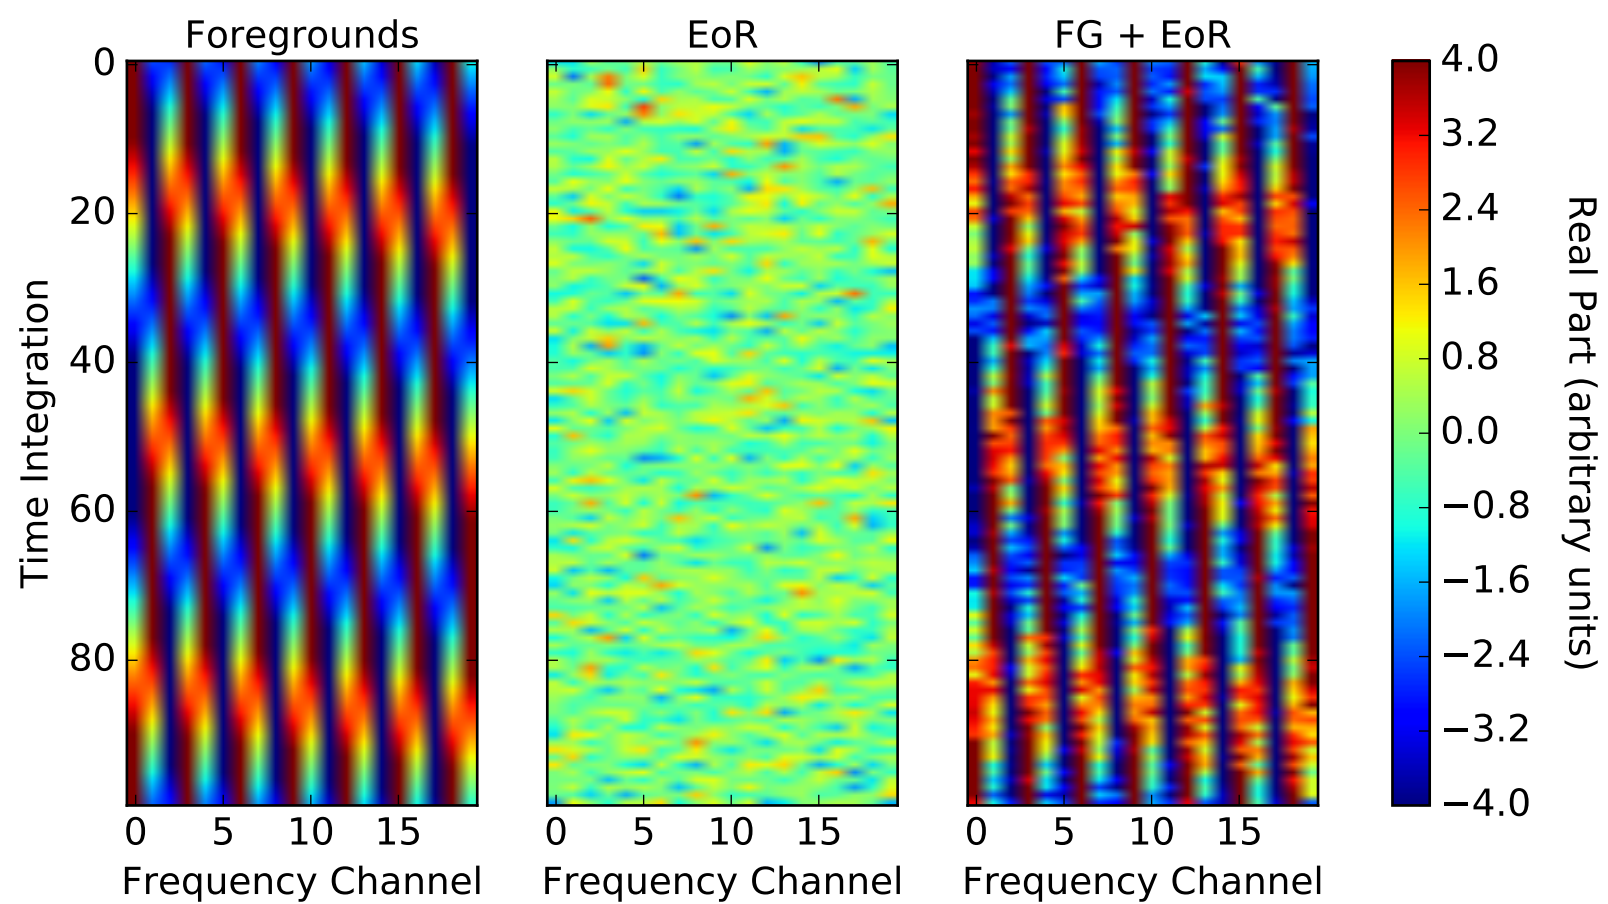 Foregrounds
EoR
FG + EoR
0
20
40
60
80
Time Integration
0 5 10 15
0 5 10 15
0 5 10 15
Frequency Channel
Frequency Channel
Frequency Channel
4.0
3.2
2.4
1.6
0.8
0.0
−0.8
−1.6
−2.4
−3.2
−4.0
Real Part (arbitrary units)